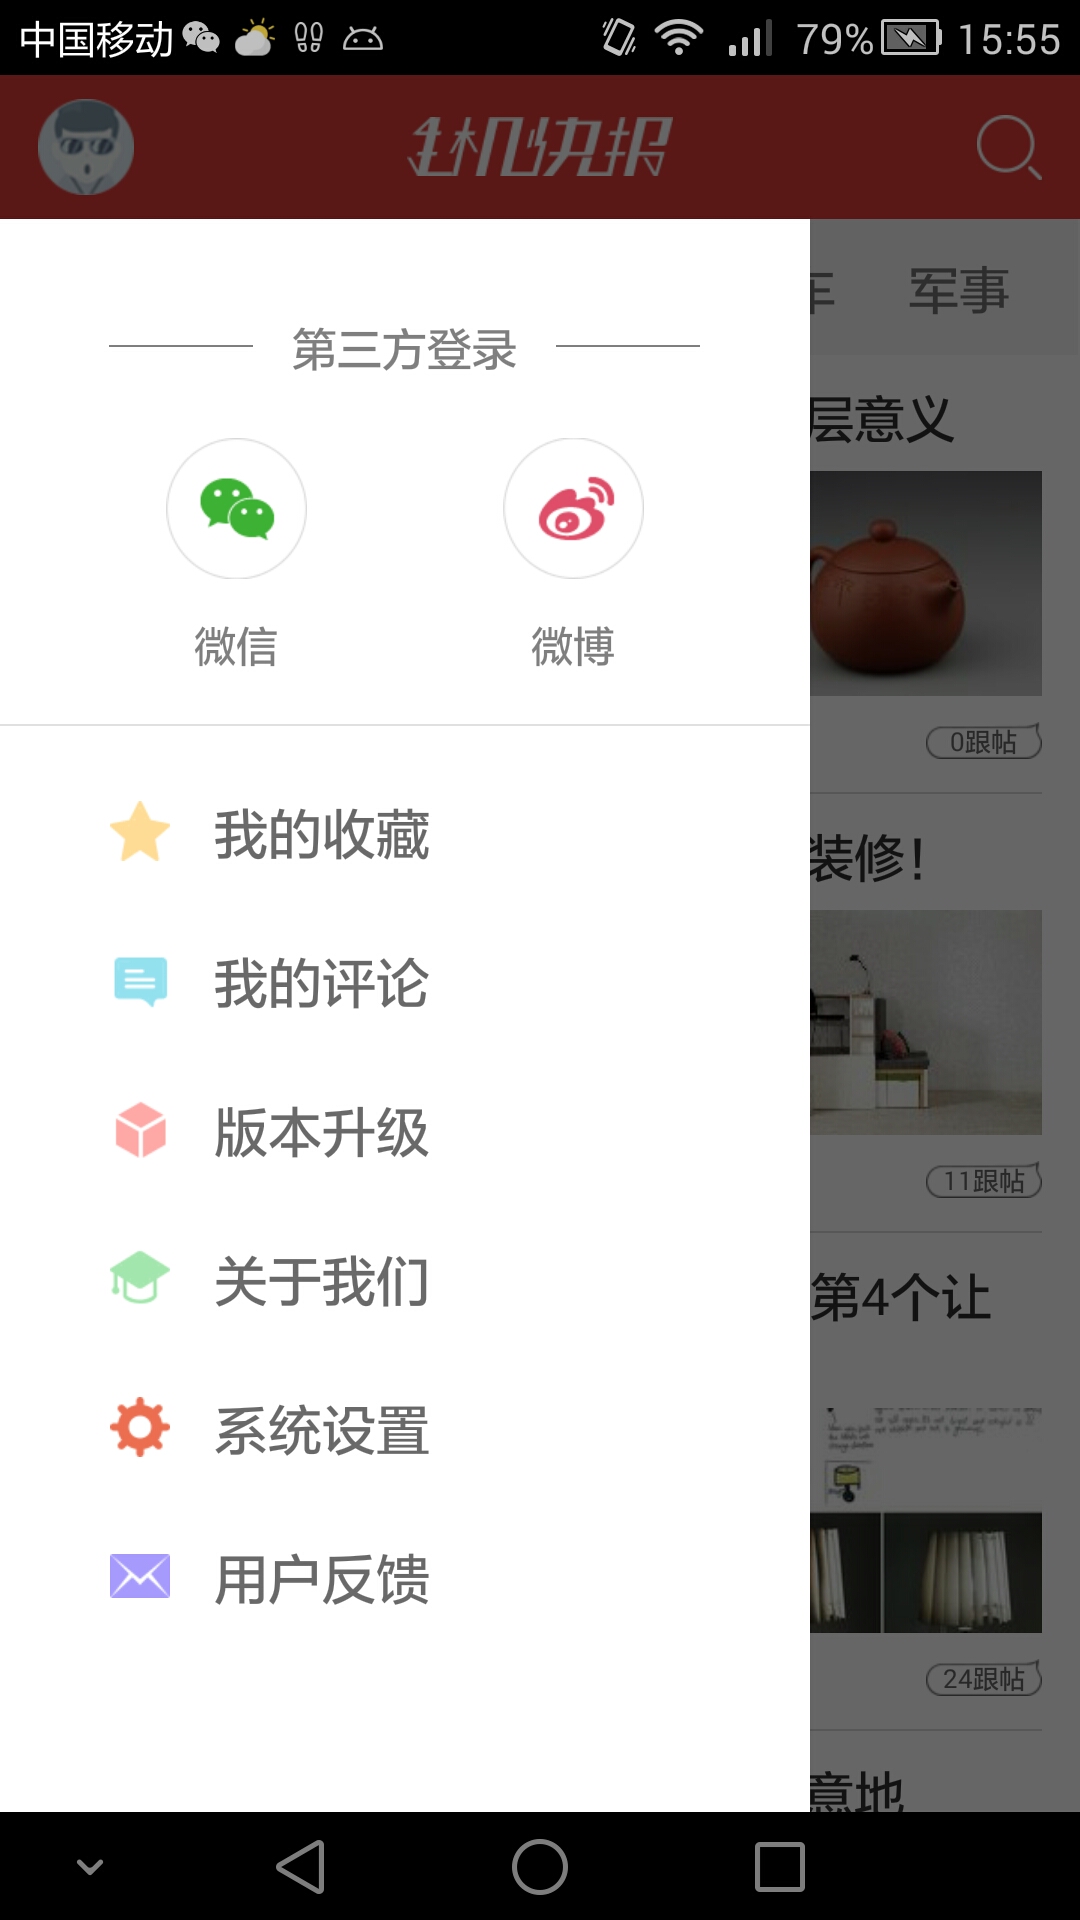 中国移动 79% 15:55
快报
军事
第三方登录
层意义
微信 微博
0跟帖
我的收藏
装修！
我的评论
版本升级
11跟帖
关于我们
第4个让
系统设置
用户反馈
24跟帖
意地